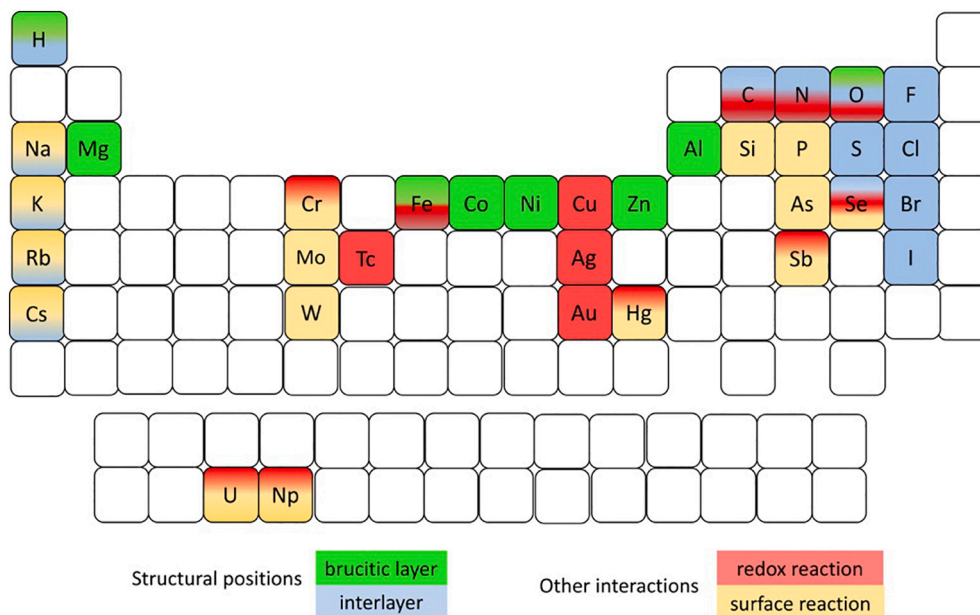 H
C N O F
Na Mg Al Si P S Cl
K Cr Fe Co Ni Cu Zn As Se Br
Rb Mo Tc Ag Sb I
Cs W Au Hg
U Np
Structural positions
brucitic layer
interlayer
Other interactions
redox reaction
surface reaction